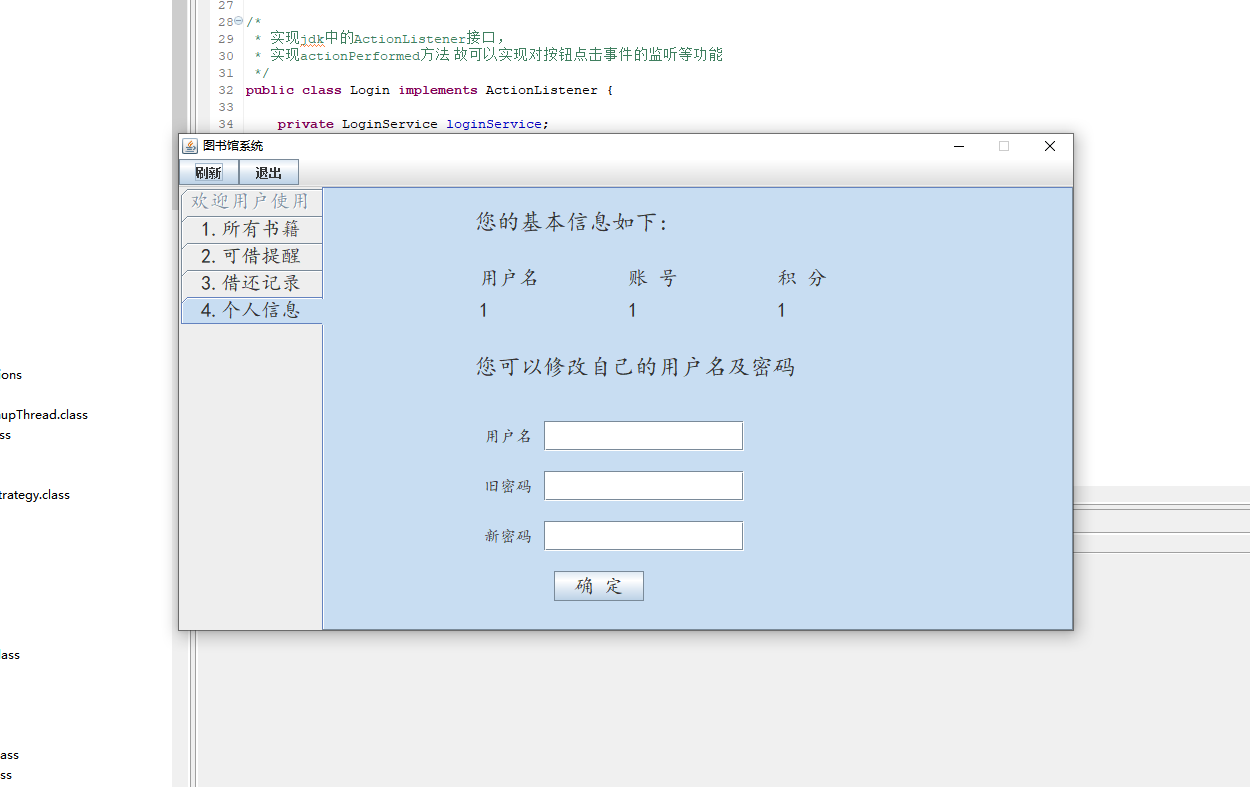 27
28 /*
29 * 实现jdk中的ActionListener接口，
30 * 实现actionPerformed方法 故可以实现对按钮点击事件的监听等功能
31 */
32 public class Login implements ActionListener {
33
34 private LoginService loginService;
图书馆系统
刷新 退出
欢迎用户使用
1. 所有书籍
2. 可借提醒
3. 借还记录
4. 个人信息
您的基本信息如下:
用户名 账 号 积 分
1 1 1
您可以修改自己的用户名及密码
用户名
旧密码
新密码
确 定
ions
upThread.class
ss
trategy.class
lass
ass
ss